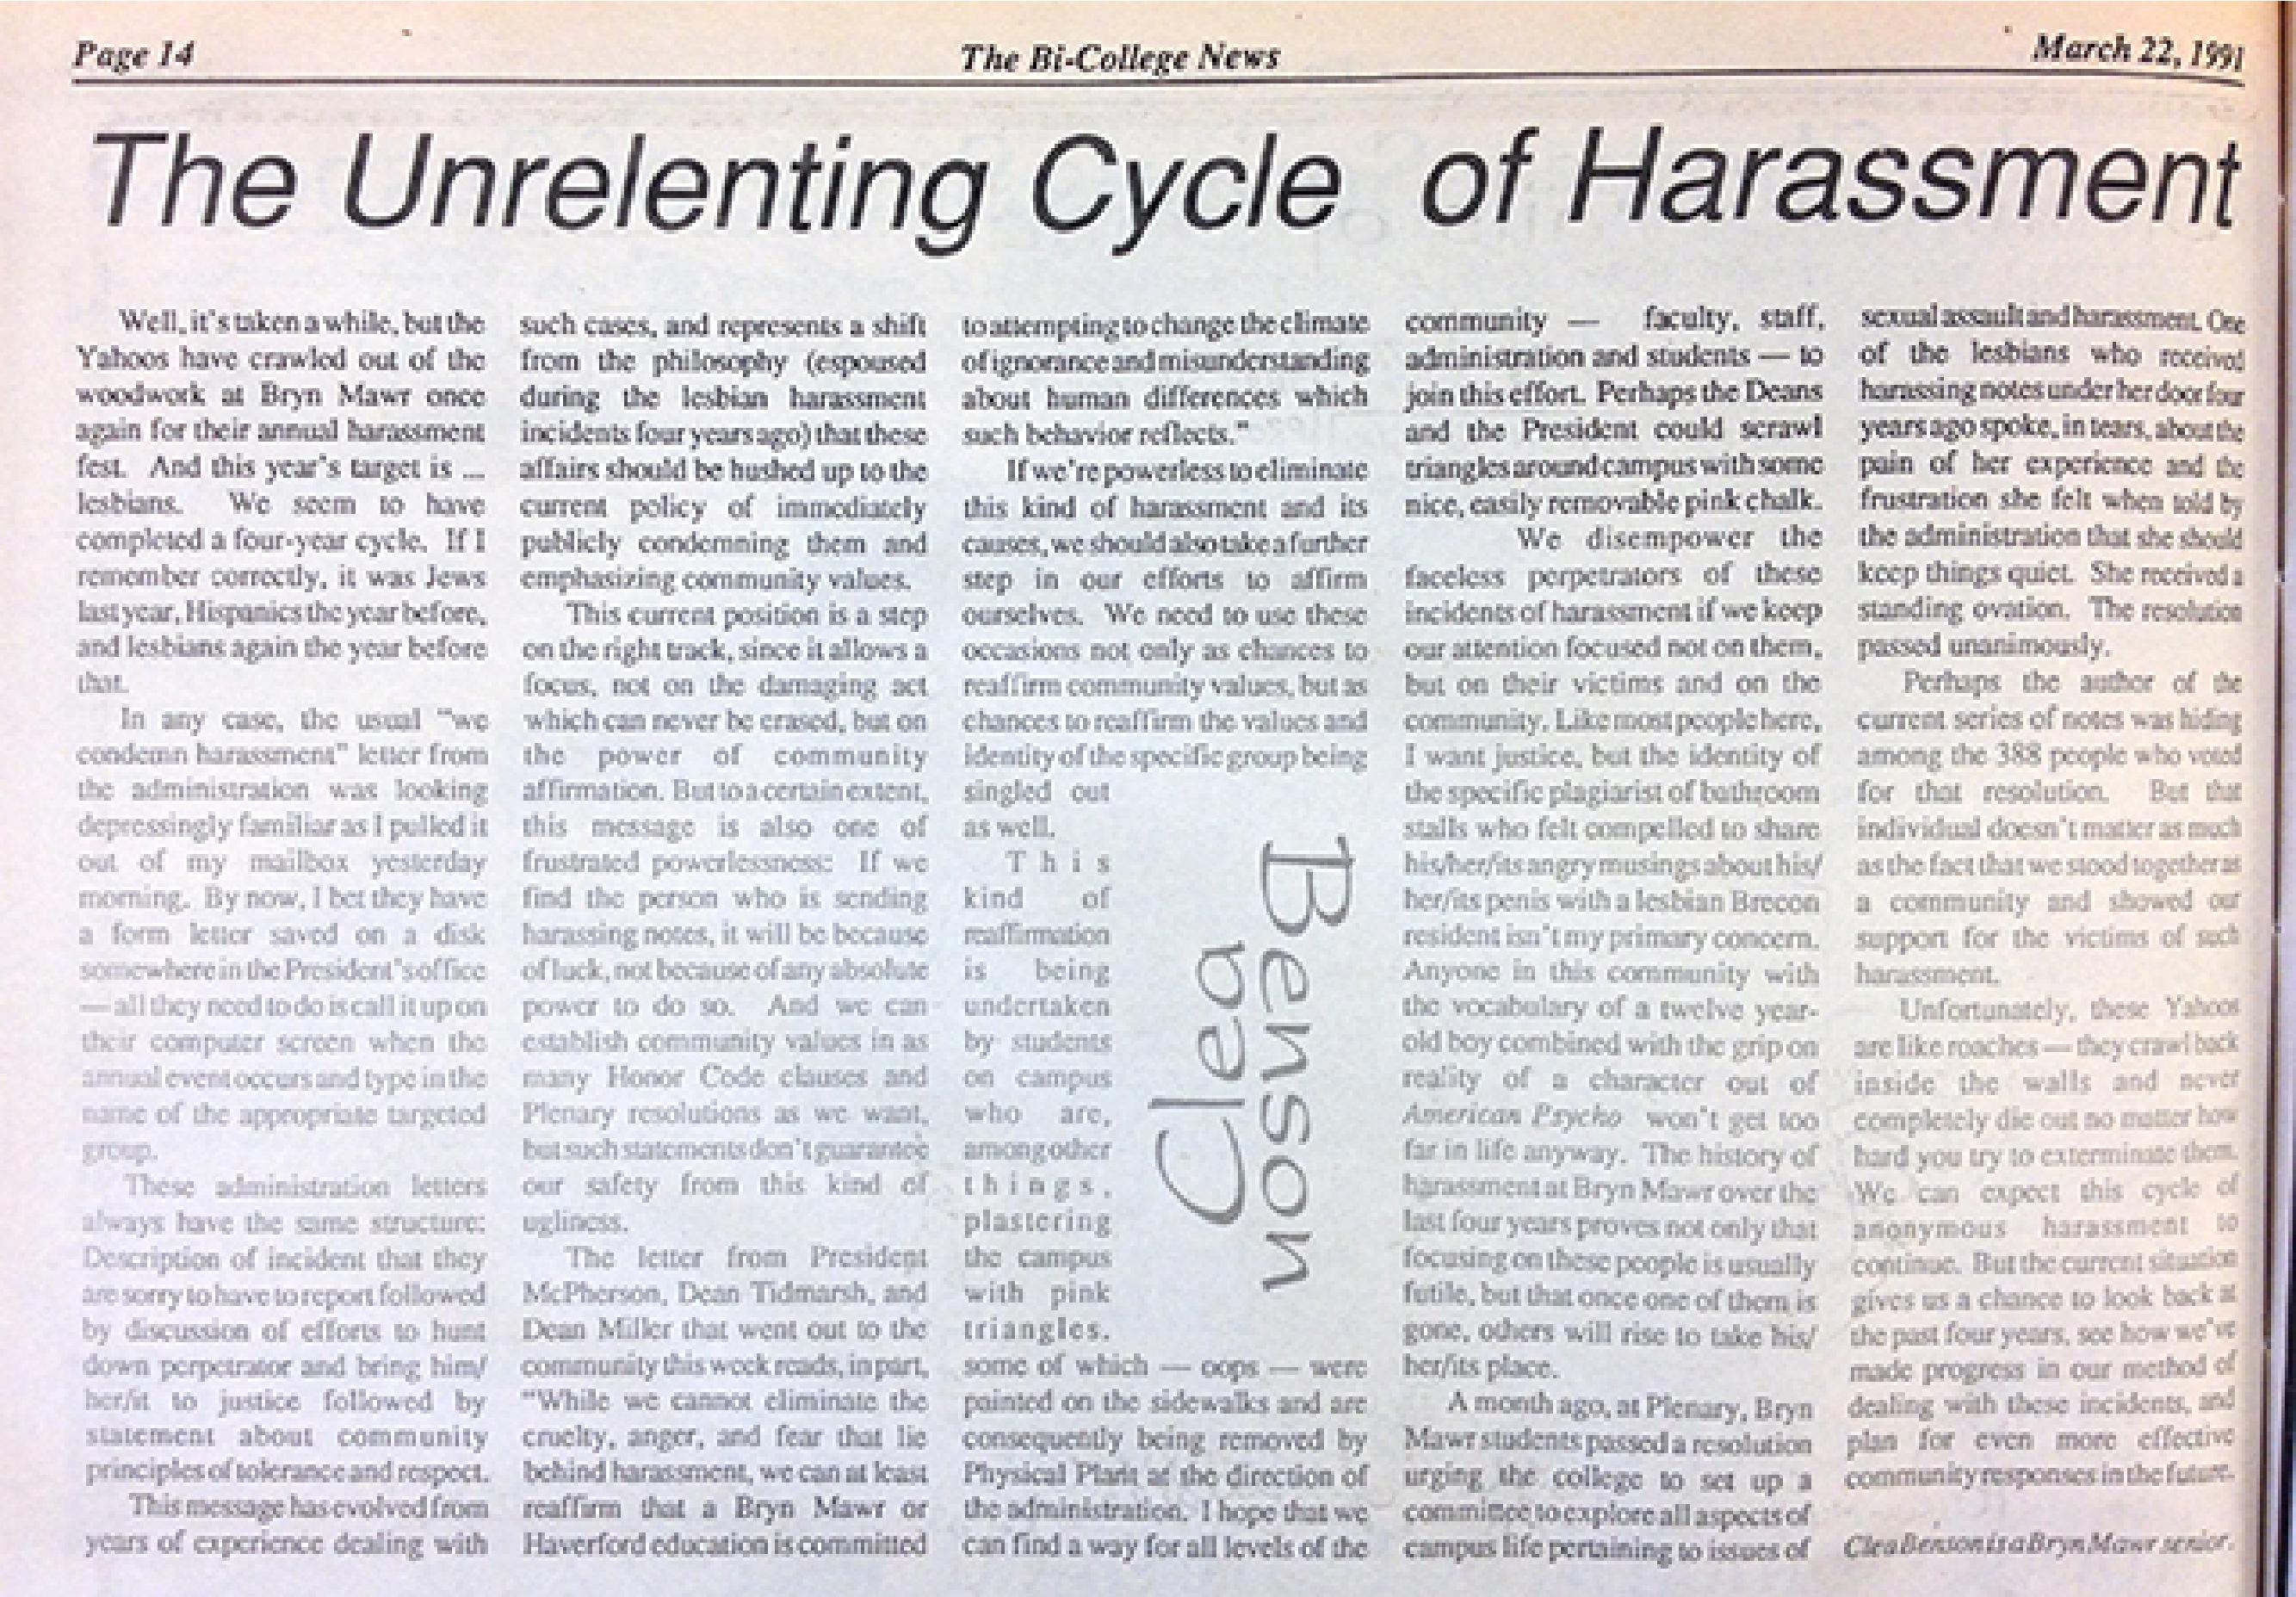 Page 14
The Bi-College News
March 22, 1991
The Unrelenting Cycle of Harassment
Well, it's taken a while, but the
Yahoos have crawled out of the
woodwork at Bryn Mawr once
again for their annual harassment
fest. And this year's target is ...
lesbians. We seem to have
completed a four-year cycle. If I
remember correctly, it was Jews
last year, Hispanics the year before,
and lesbians again the year before
that.
In any case, the usual "we
condemn harassment" letter from
the administration was looking
depressingly familiar as I pulled it
out of my mailbox yesterday
morning. By now, I bet they have
a form letter saved on a disk
somewhere in the President's office
— all they need to do is call it up on
their computer screen when the
annual event occurs and type in the
name of the appropriate targeted
group.
These administration letters
always have the same structure:
Description of incident that they
are sorry to have to report followed
by discussion of efforts to hunt
down perpetrator and bring him/
her/it to justice followed by
statement about community
principles of tolerance and respect.
This message has evolved from
years of experience dealing with
such cases, and represents a shift
from the philosophy (espoused
during the lesbian harassment
incidents four years ago) that these
affairs should be hushed up to the
current policy of immediately
publicly condemning them and
emphasizing community values.
This current position is a step
on the right track, since it allows a
focus, not on the damaging act
which can never be erased, but on
the power of community
affirmation. But to a certain extent,
this message is also one of
frustrated powerlessness: If we
find the person who is sending
harassing notes, it will be because
of luck, not because of any absolute
power to do so. And we can
establish community values in as
many Honor Code clauses and
Plenary resolutions as we want,
but such statements don't guarantee
our safety from this kind of
ugliness.
The letter from President
McPherson, Dean Tidmarsh, and
Dean Miller that went out to the
community this week reads, in part,
"While we cannot eliminate the
cruelty, anger, and fear that lie
behind harassment, we can at least
reaffirm that a Bryn Mawr or
Haverford education is committed
to attempting to change the climate
of ignorance and misunderstanding
about human differences which
such behavior reflects."
If we're powerless to eliminate
this kind of harassment and its
causes, we should also take a further
step in our efforts to affirm
ourselves. We need to use these
occasions not only as chances to
reaffirm community values, but as
chances to reaffirm the values and
identity of the specific group being
singled out
as well.
This
kind of
reaffirmation
is being
undertaken
by students
on campus
who are,
among other
things,
plastering
the campus
with pink
triangles.
some of which — oops — were
painted on the sidewalks and are
consequently being removed by
Physical Plant at the direction of
the administration. I hope that we
can find a way for all levels of the
Clea
Benson
community — faculty, staff,
administration and students — to
join this effort. Perhaps the Deans
and the President could scrawl
triangles around campus with some
nice, easily removable pink chalk.
We disempower the
faceless perpetrators of these
incidents of harassment if we keep
our attention focused not on them,
but on their victims and on the
community. Like most people here,
I want justice, but the identity of
the specific plagiarist of bathroom
stalls who felt compelled to share
his/her/its angry musings about his/
her/its penis with a lesbian Brecon
resident isn't my primary concern.
Anyone in this community with
the vocabulary of a twelve year-
old boy combined with the grip on
reality of a character out of
American Psycho won't get too
far in life anyway. The history of
harassment at Bryn Mawr over the
last four years proves not only that
focusing on these people is usually
futile, but that once one of them is
gone, others will rise to take his/
her/its place.
A month ago, at Plenary, Bryn
Mawr students passed a resolution
urging the college to set up a
committee to explore all aspects of
campus life pertaining to issues of
sexual assault and harassment. One
of the lesbians who received
harassing notes under her door four
years ago spoke, in tears, about the
pain of her experience and the
frustration she felt when told by
the administration that she should
keep things quiet. She received a
standing ovation. The resolution
passed unanimously.
Perhaps the author of the
current series of notes was hiding
among the 388 people who voted
for that resolution. But that
individual doesn't matter as much
as the fact that we stood together as
a community and showed our
support for the victims of such
harassment.
Unfortunately, these Yahoos
are like roaches — they crawl back
inside the walls and never
completely die out no matter how
hard you try to exterminate them.
We can expect this cycle of
anonymous harassment to
continue. But the current situation
gives us a chance to look back at
the past four years, see how we've
made progress in our method of
dealing with these incidents, and
plan for even more effective
community responses in the future.
Clea Benson is a Bryn Mawr senior.